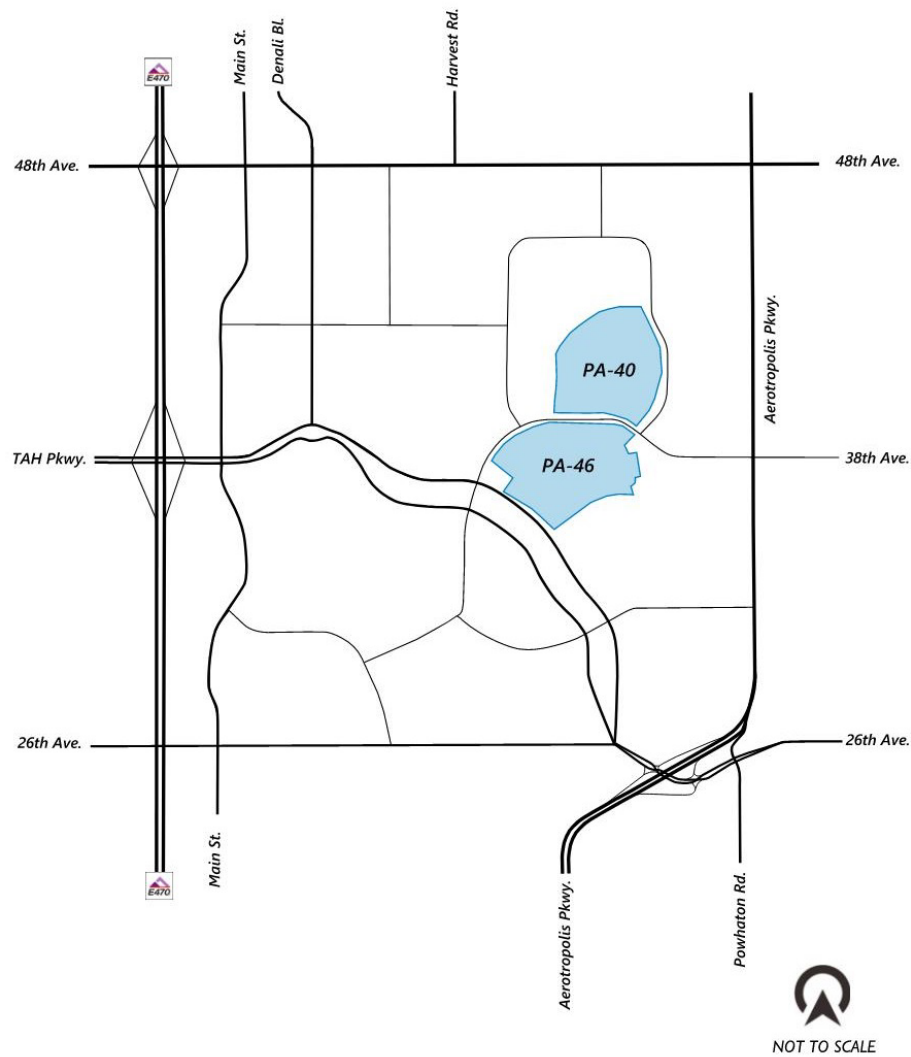 Main St.
Denali Bl.
Harvest Rd.
E470
48th Ave.
48th Ave.
Aerotropolis Pkwy.
PA-40
TAH Pkwy.
PA-46
38th Ave.
26th Ave.
26th Ave.
E470
Main St.
Aerotropolis Pkwy.
Powhaton Rd.
NOT TO SCALE